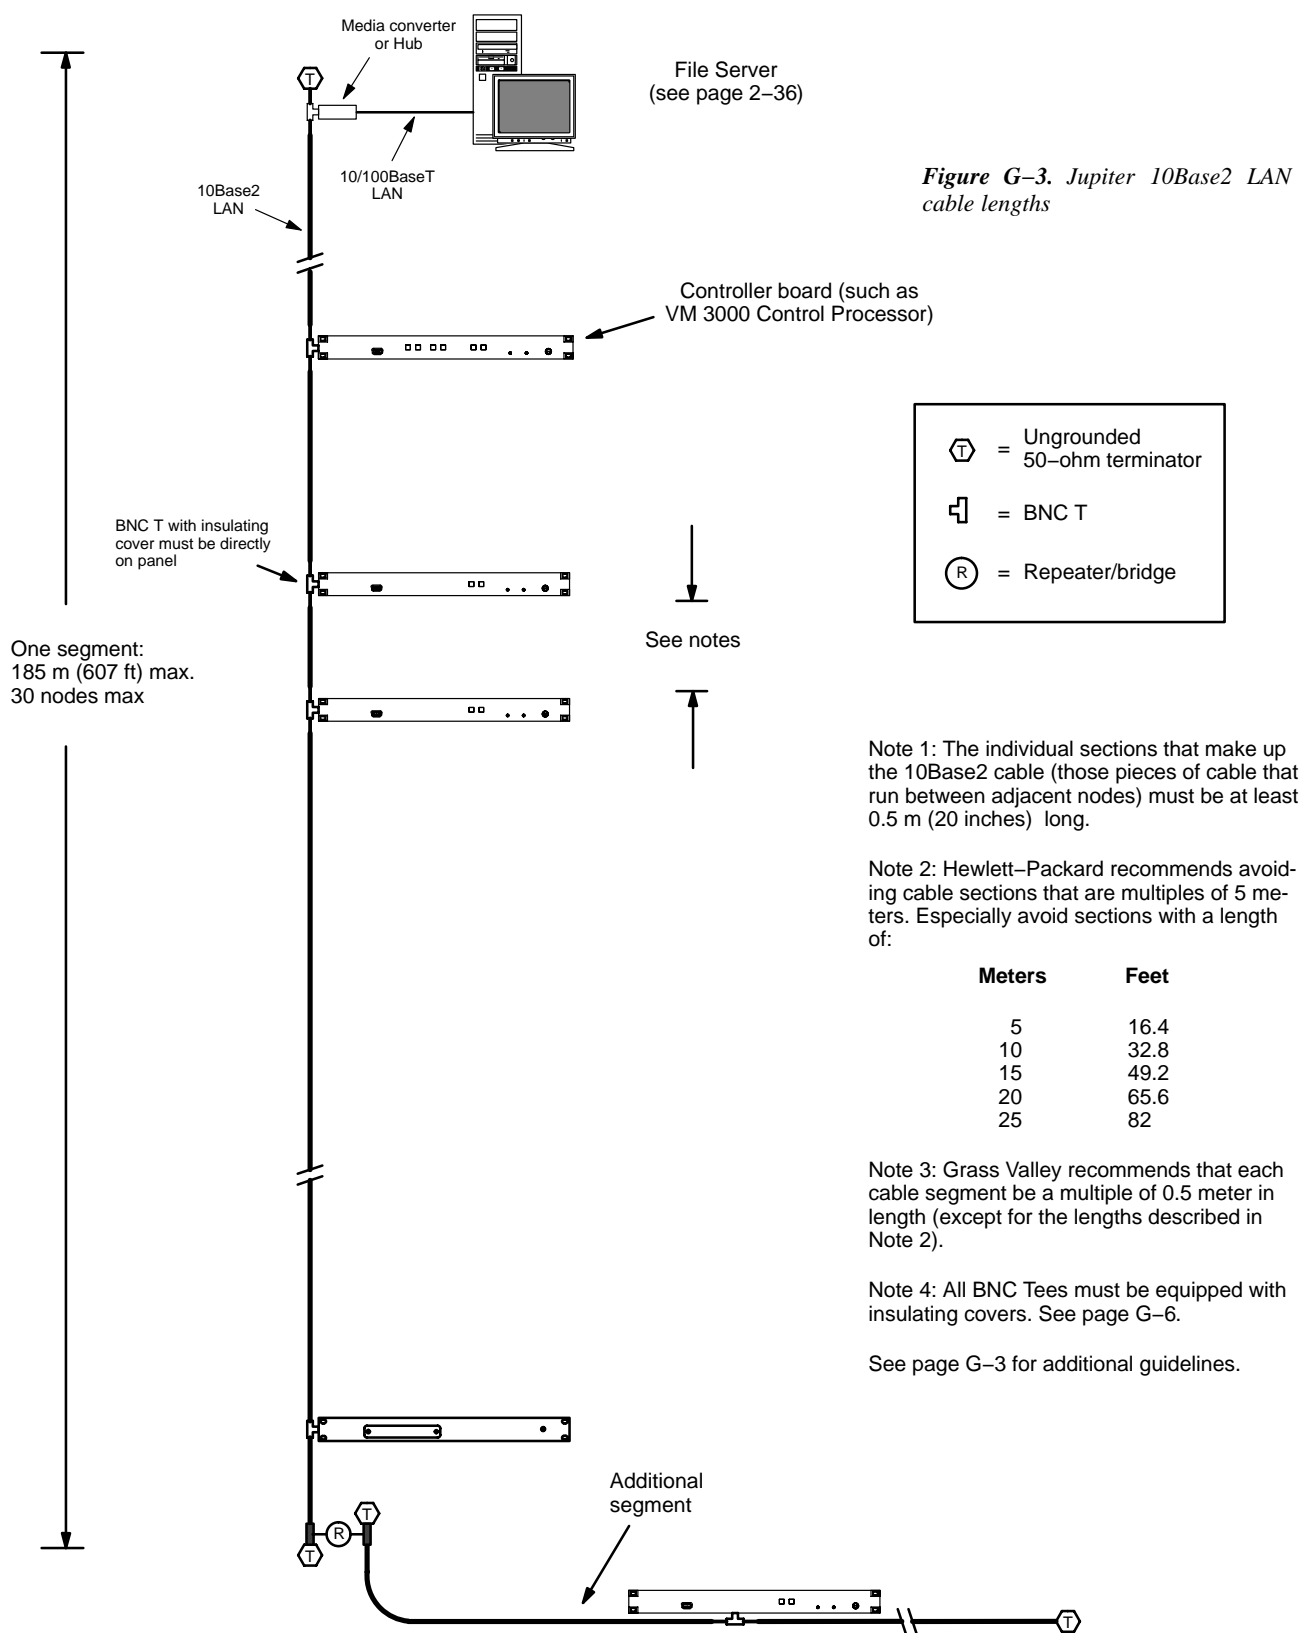 Media converter
or Hub
T
File Server
(see page 2–36)
10Base2
LAN
10/100BaseT
LAN
Figure G–3. Jupiter 10Base2 LAN
cable lengths
Controller board (such as
VM 3000 Control Processor)
T = Ungrounded
50–ohm terminator
= BNC T
R = Repeater/bridge
BNC T with insulating
cover must be directly
on panel
See notes
One segment:
185 m (607 ft) max.
30 nodes max
Note 1: The individual sections that make up
the 10Base2 cable (those pieces of cable that
run between adjacent nodes) must be at least
0.5 m (20 inches) long.
Note 2: Hewlett–Packard recommends avoid-
ing cable sections that are multiples of 5 me-
ters. Especially avoid sections with a length
of:
Meters Feet
5 16.4
10 32.8
15 49.2
20 65.6
25 82
Note 3: Grass Valley recommends that each
cable segment be a multiple of 0.5 meter in
length (except for the lengths described in
Note 2).
Note 4: All BNC Tees must be equipped with
insulating covers. See page G–6.
See page G–3 for additional guidelines.
Additional
segment
T
R
T
T